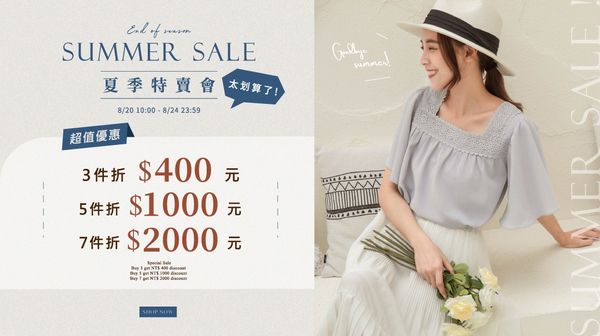 End of season
SUMMER SALE
夏季特賣會
太划算了!
8/20 10:00 - 8/24 23:59
超值優惠
3件折 $400 元
5件折 $1000 元
7件折 $2000 元
Special Sale
Buy 3 get NT$ 400 discount
Buy 5 get NT$ 1000 discount
Buy 7 get NT$ 2000 discount
SHOP NOW
Goodbye
summer!
SUMMER SALE!